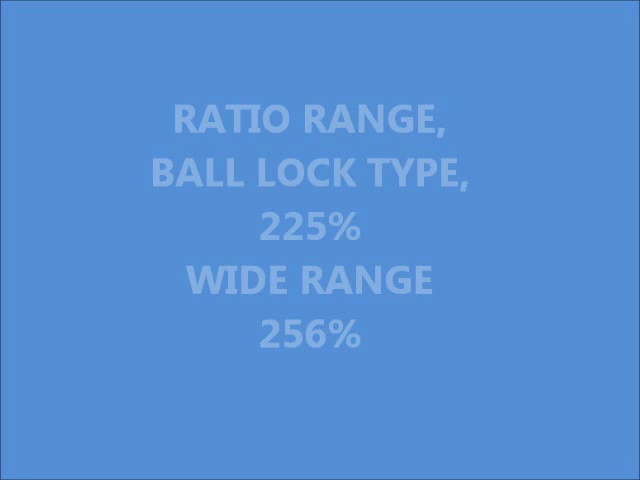 RATIO RANGE,
BALL LOCK TYPE,
225%
WIDE RANGE
256%